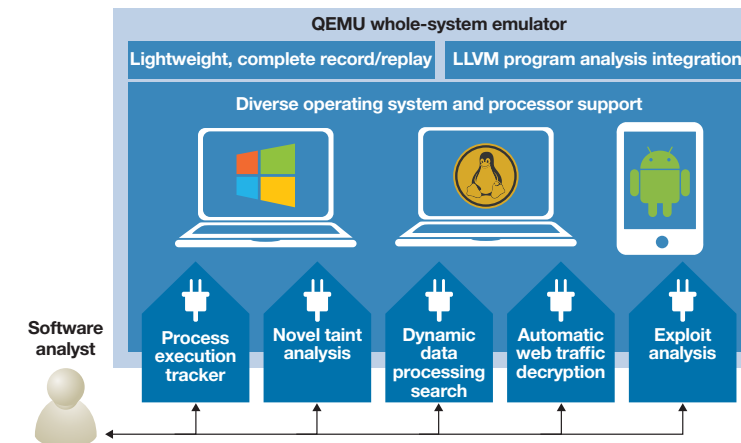 QEMU whole-system emulator
Lightweight, complete record/replay
LLVM program analysis integration
Diverse operating system and processor support
Software
analyst
Process
execution
tracker
Novel taint
analysis
Dynamic
data
processing
search
Automatic
web traffic
decryption
Exploit
analysis